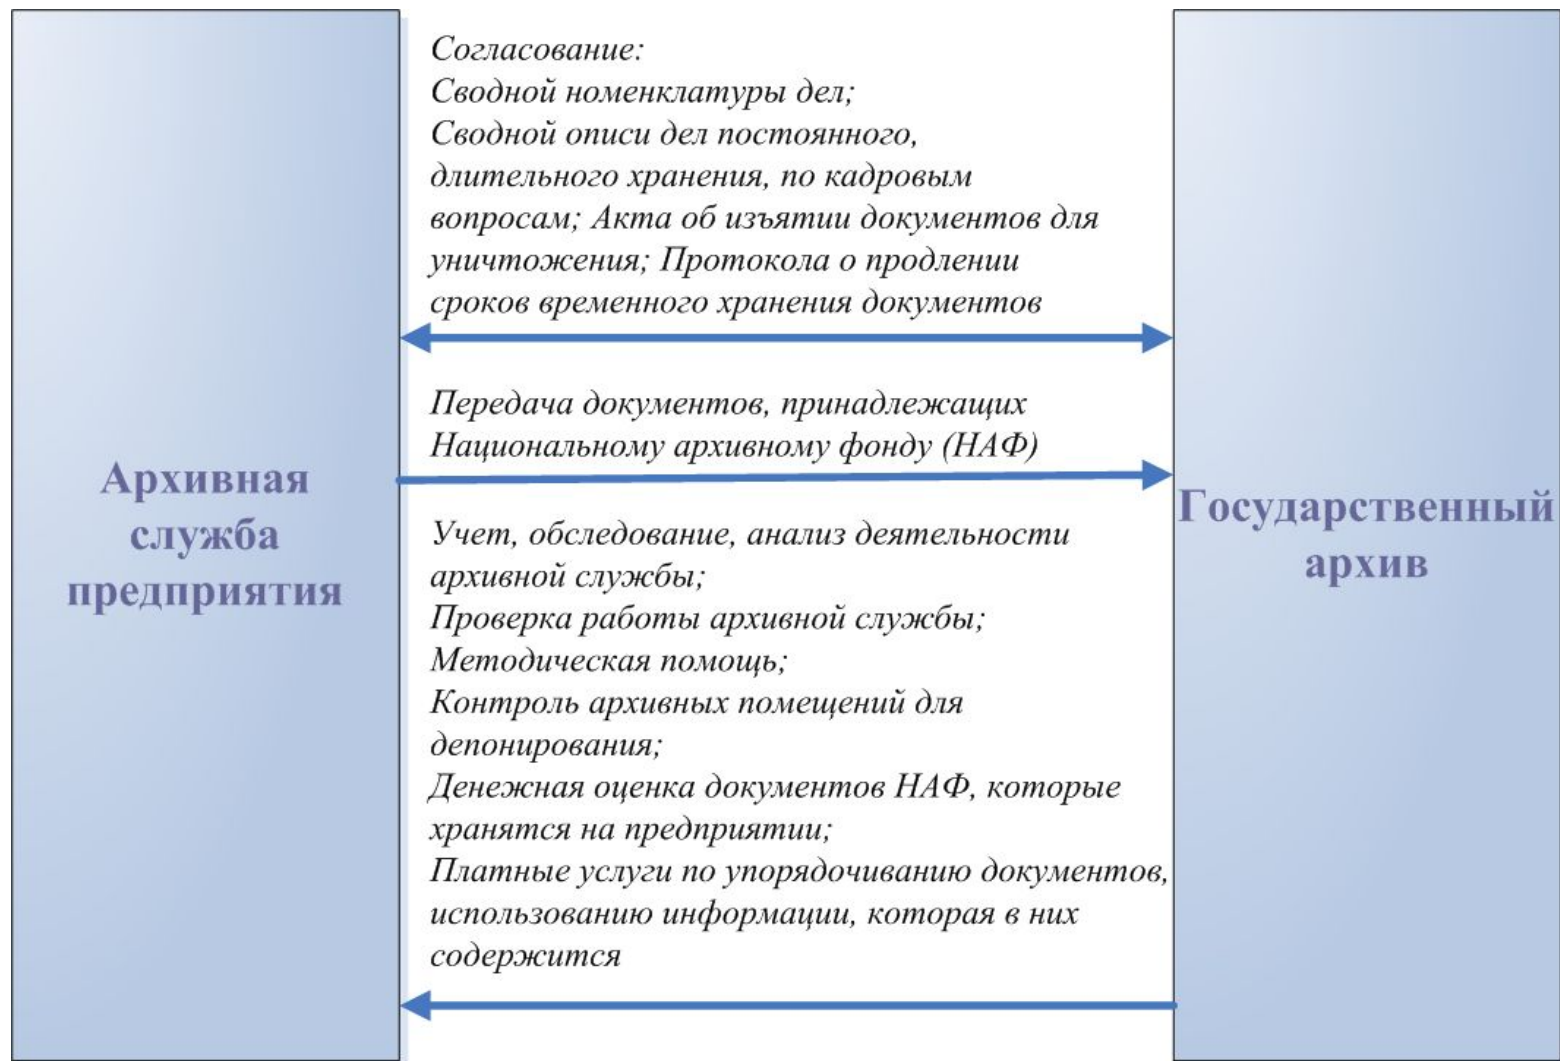 Согласование:
Сводной номенклатуры дел;
Сводной описи дел постоянного,
длительного хранения, по кадровым
вопросам; Акта об изъятии документов для
уничтожения; Протокола о продлении
сроков временного хранения документов
Передача документов, принадлежащих
Национальному архивному фонду (НАФ)
Архивная
служба
предприятия
Государственный
архив
Учет, обследование, анализ деятельности
архивной службы;
Проверка работы архивной службы;
Методическая помощь;
Контроль архивных помещений для
депонирования;
Денежная оценка документов НАФ, которые
хранятся на предприятии;
Платные услуги по упорядочиванию документов,
использованию информации, которая в них
содержится